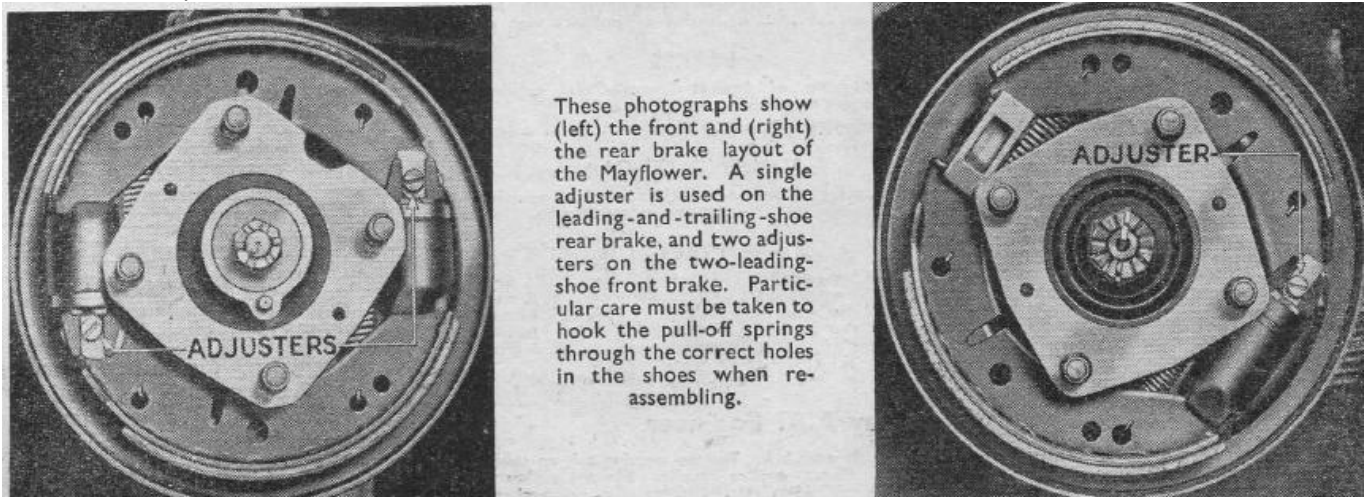 ADJUSTERS
These photographs show
(left) the front and (right)
the rear brake layout of
the Mayflower. A single
adjuster is used on the
leading-and-trailing-shoe
rear brake, and two adjus-
ters on the two-leading-
shoe front brake. Partic-
ular care must be taken to
hook the pull-off springs
through the correct holes
in the shoes when re-
assembling.
ADJUSTER